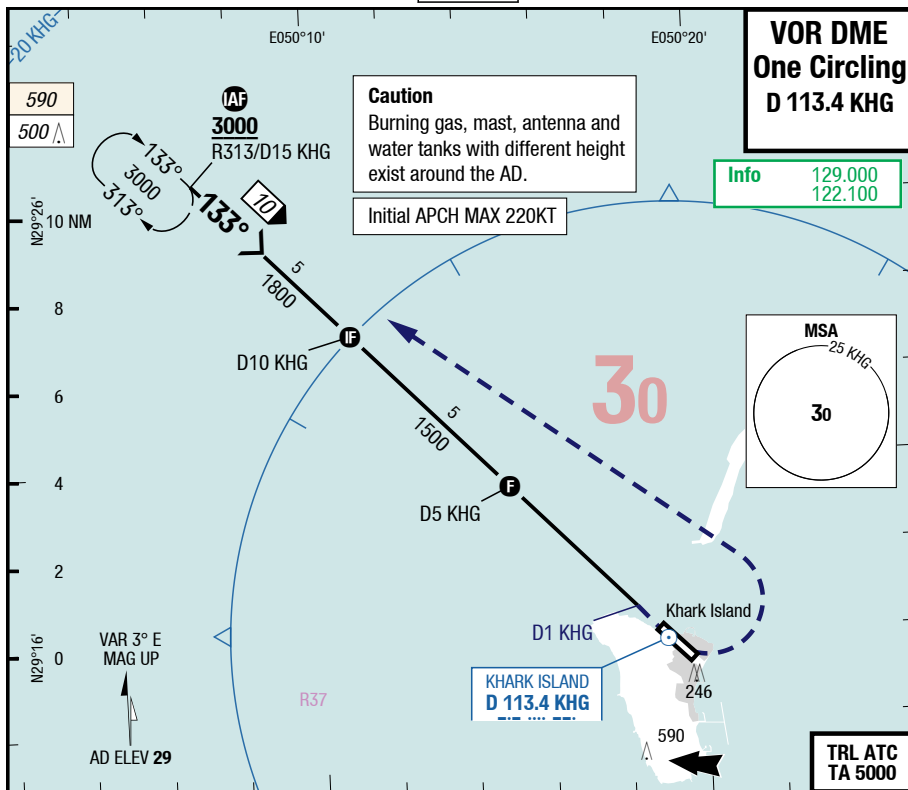 20 KHG
E050°10'
E050°20'
VOR DME
One Circling
D 113.4 KHG
590
500
IAF
3000
R313/D15 KHG
Caution
Burning gas, mast, antenna and
water tanks with different height
exist around the AD.
Initial APCH MAX 220KT
Info 129.000
122.100
133°
3000
313°
133°
10
N29°26'
10 NM
5
1800
8
IF
D10 KHG
MSA
25 KHG
30
30
6
5
1500
4
F
D5 KHG
2
D1 KHG
Khark Island
N29°16'
0
VAR 3° E
MAG UP
AD ELEV 29
R37
KHARK ISLAND
D 113.4 KHG
246
590
TRL ATC
TA 5000